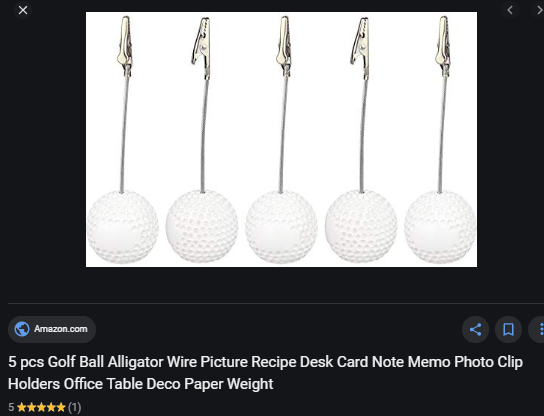 Amazon.com
5 pcs Golf Ball Alligator Wire Picture Recipe Desk Card Note Memo Photo Clip
Holders Office Table Deco Paper Weight
5 ★★★★★ (1)